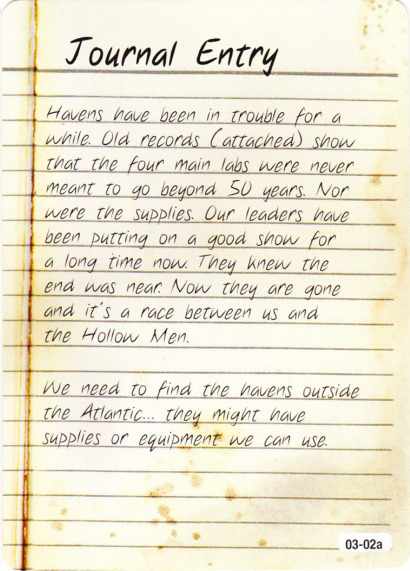 Journal Entry
Havens have been in trouble for a
while. Old records (attached) show
that the four main labs were never
meant to go beyond 50 years. Nor
were the supplies. Our leaders have
been putting on a good show for
a long time now. They knew the
end was near. Now they are gone
and it's a race between us and
the Hollow Men.
We need to find the havens outside
the Atlantic... they might have
supplies or equipment we can use.
03-02a